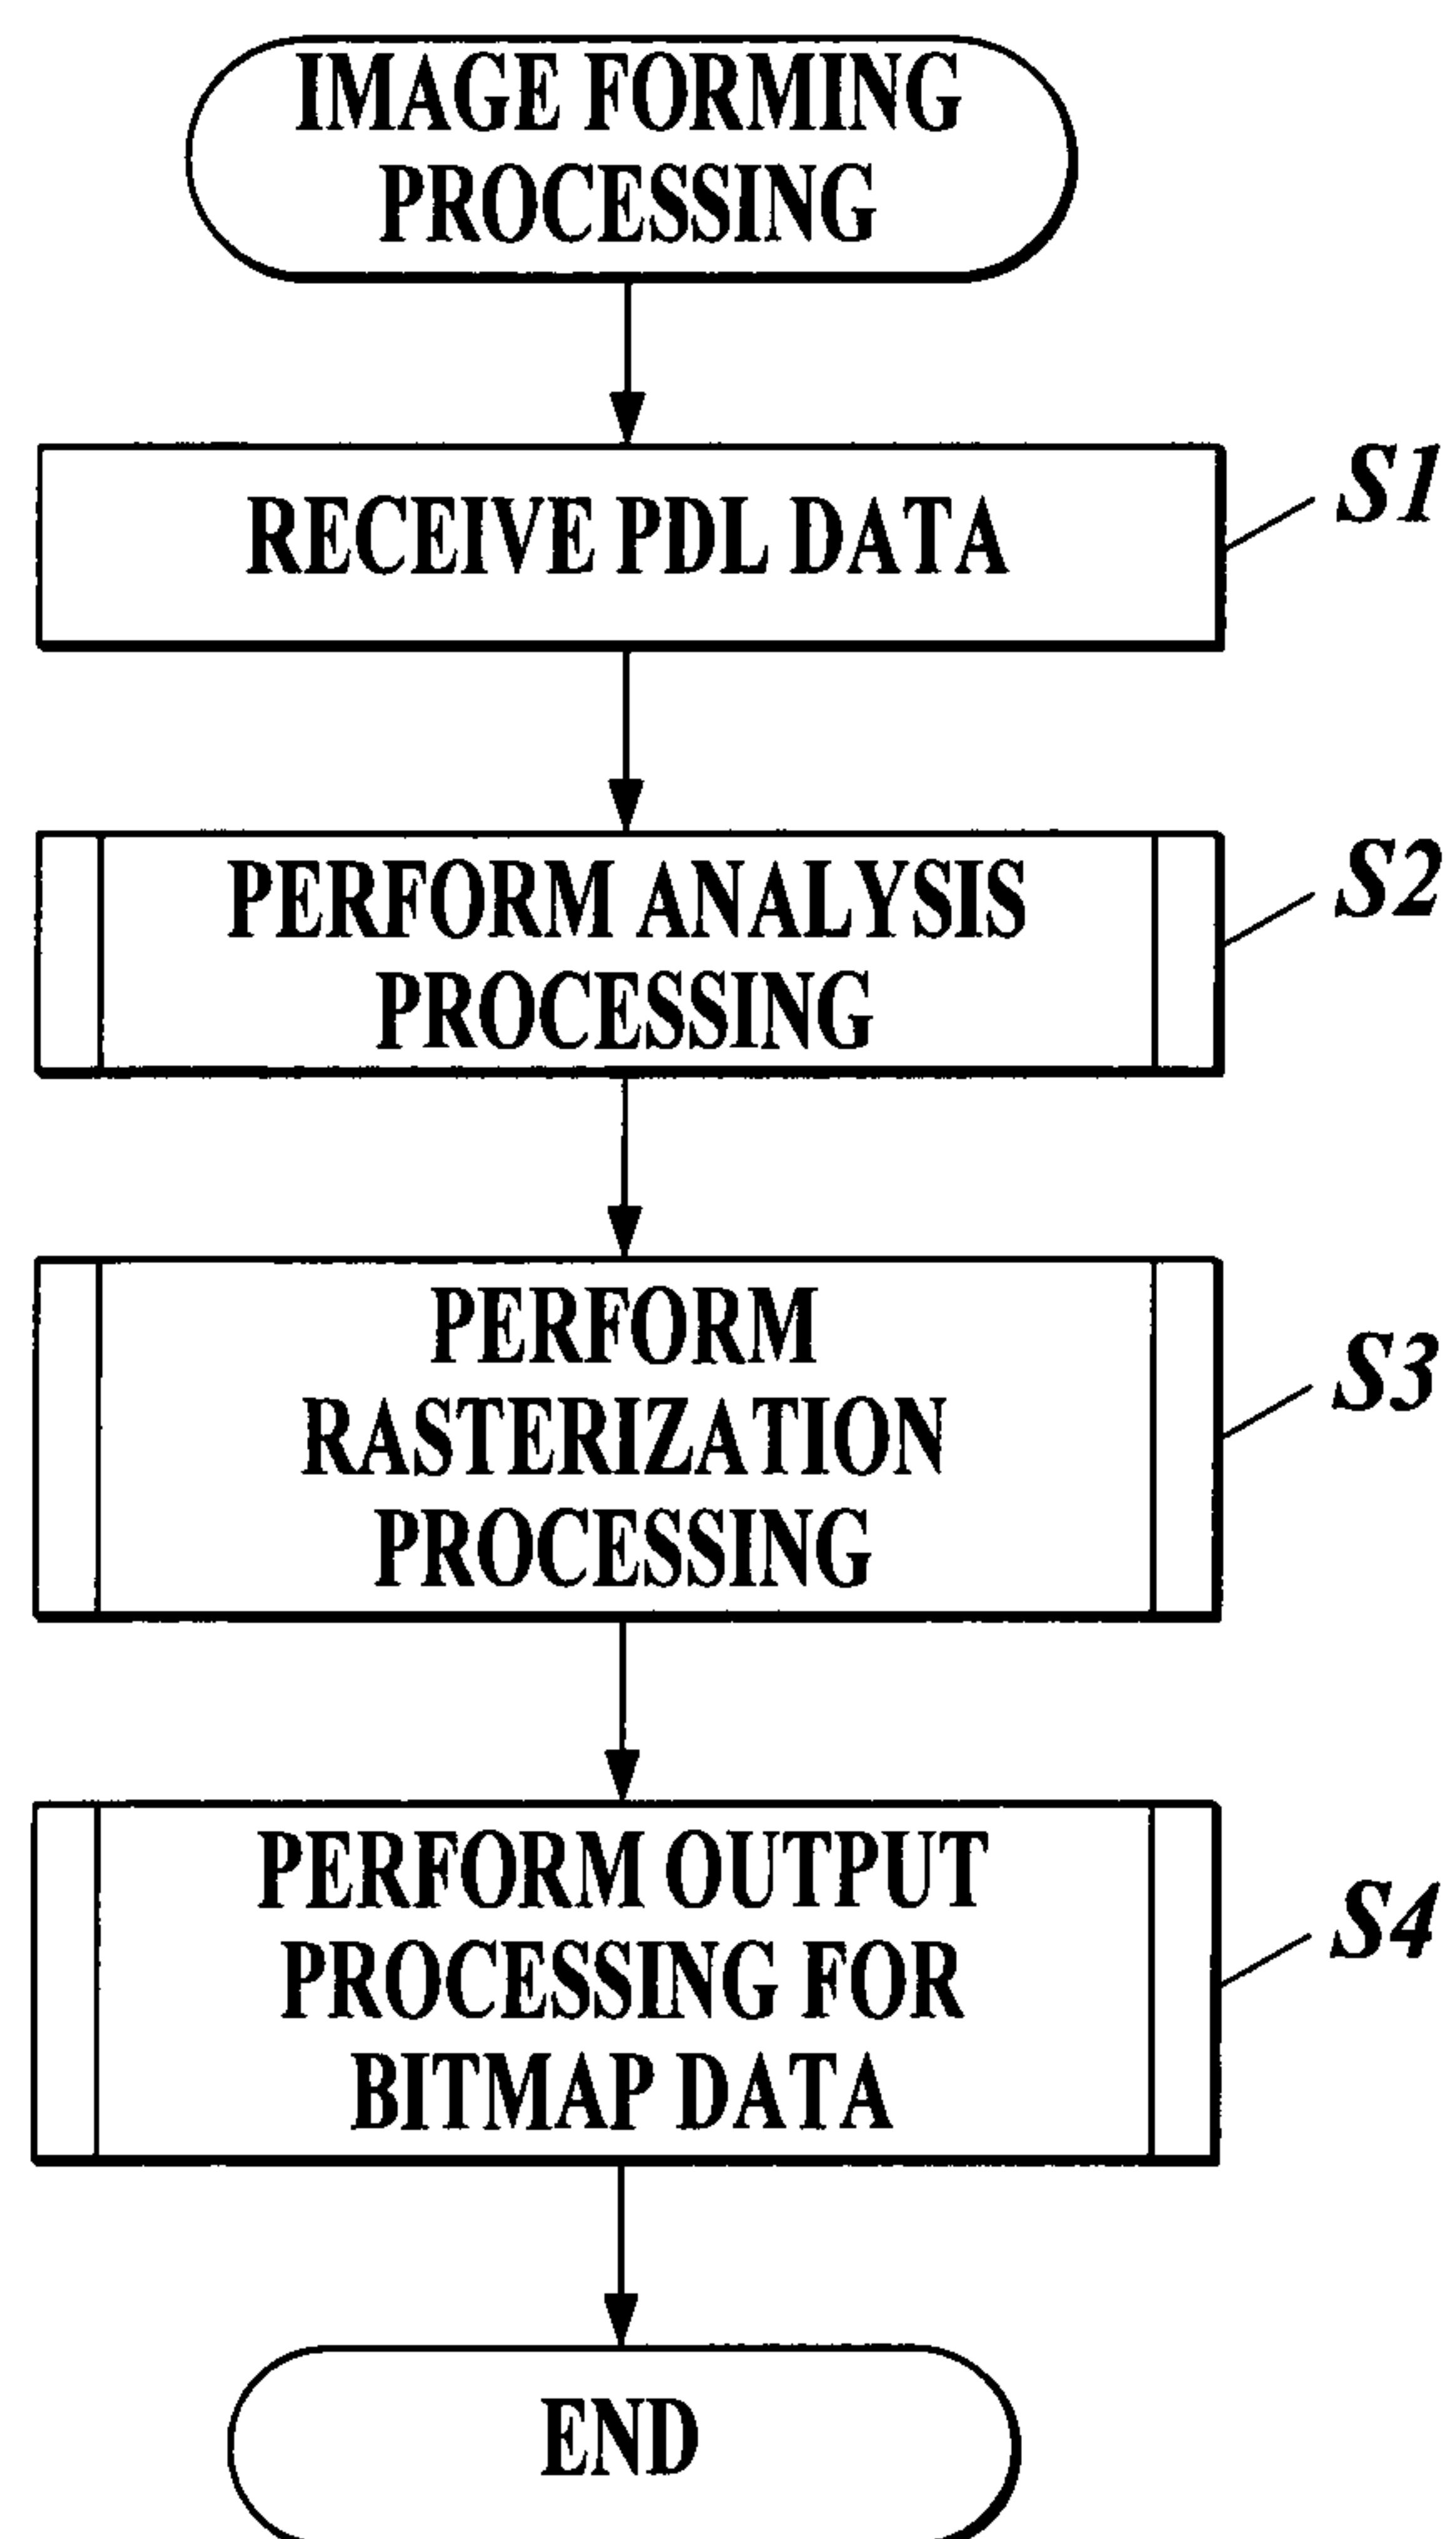 IMAGE FORMING
PROCESSING
RECEIVE PDL DATA
S1
PERFORM ANALYSIS
PROCESSING
S2
PERFORM
RASTERIZATION
PROCESSING
S3
PERFORM OUTPUT
PROCESSING FOR
BITMAP DATA
S4
END